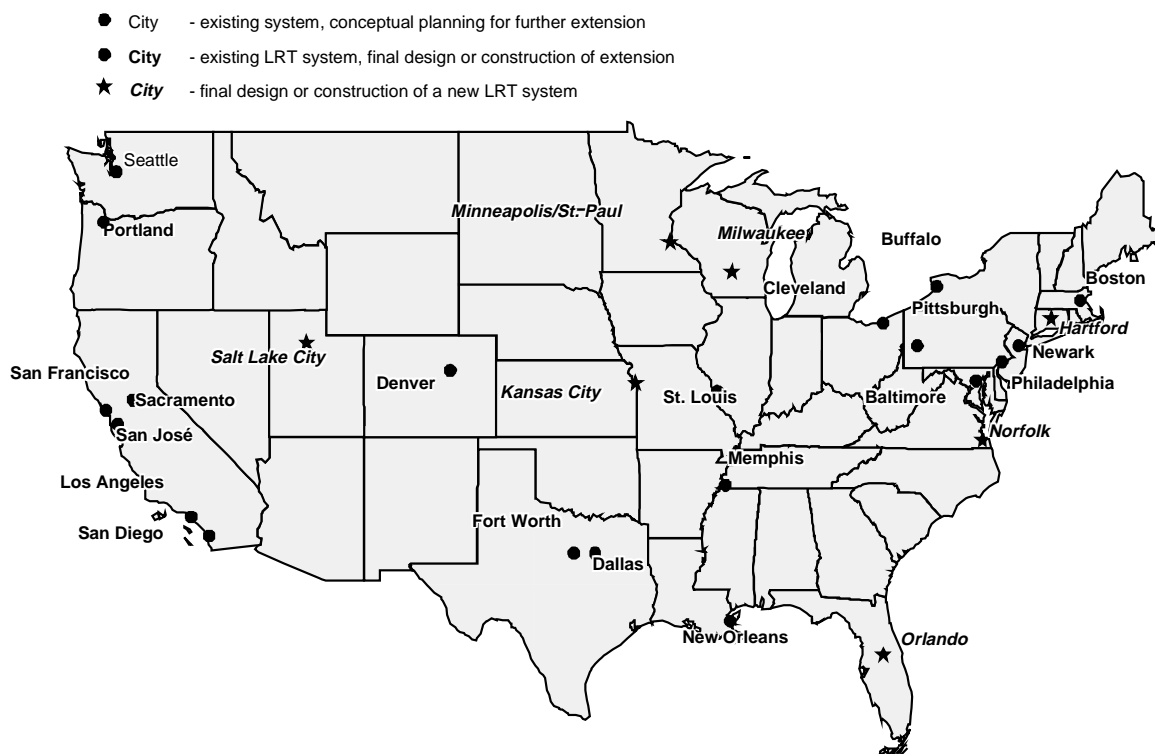 City - existing system, conceptual planning for further extension
City - existing LRT system, final design or construction of extension
City - final design or construction of a new LRT system
Seattle
Minneapolis/St. Paul
Portland
Milwaukee
Buffalo
Boston
Cleveland
Pittsburgh
Hartford
Salt Lake City
Newark
San Francisco
Denver
Kansas City
St. Louis
Baltimore
Philadelphia
Sacramento
San José
Norfolk
Memphis
Los Angeles
Fort Worth
San Diego
Dallas
New Orleans
Orlando